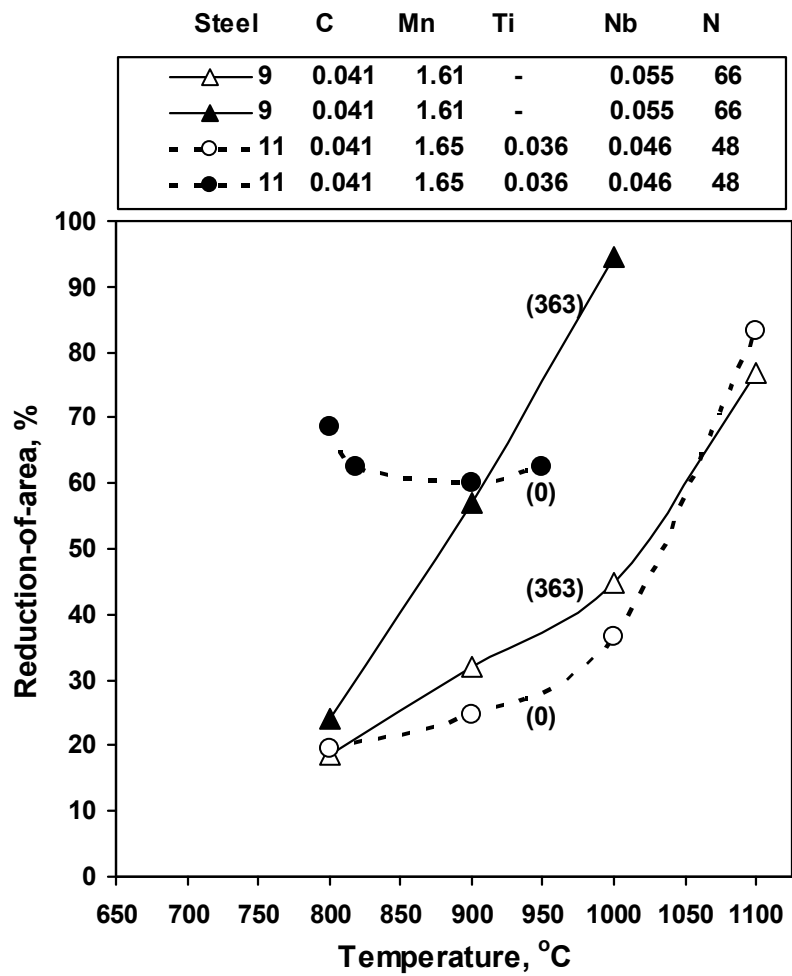 Steel C Mn Ti Nb N
9 0.041 1.61 - 0.055 66
9 0.041 1.61 - 0.055 66
11 0.041 1.65 0.036 0.046 48
11 0.041 1.65 0.036 0.046 48
100
90
80
70
60
50
40
30
20
10
0
Reduction-of-area, %
(363)
(0)
(363)
(0)
650 700 750 800 850 900 950 1000 1050 1100
Temperature, °C